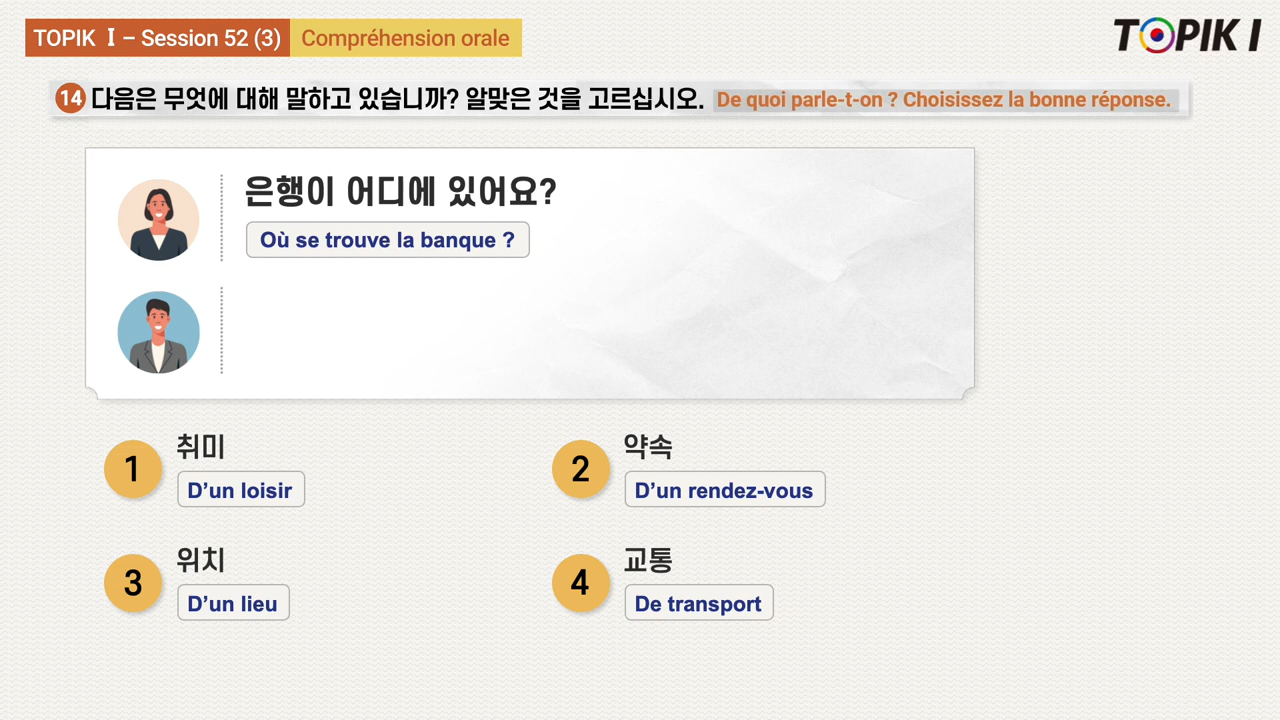 TOPIK Ⅰ – Session 52 (3) Compréhension orale
TOPIK I
14 다음은 무엇에 대해 말하고 있습니까? 알맞은 것을 고르십시오. De quoi parle-t-on ? Choisissez la bonne réponse.
은행이 어디에 있어요?
Où se trouve la banque ?
1 취미
D’un loisir
2 약속
D’un rendez-vous
3 위치
D’un lieu
4 교통
De transport